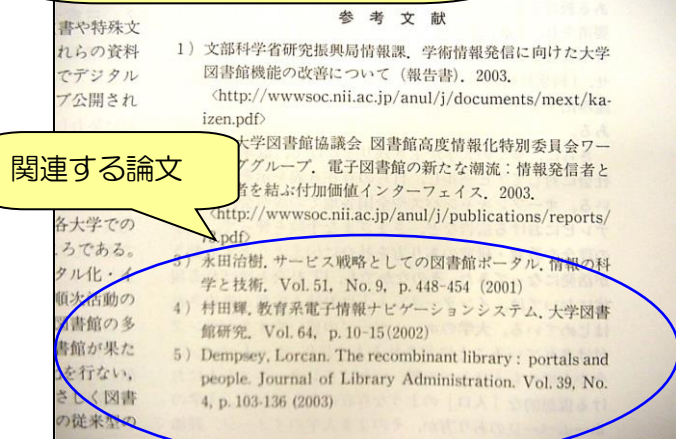 書や特殊文
れらの資料
でデジタル
ブ公開され
関連する論文
各大学での
ろである。
タル化・イ
順次活動の
図書館の多
書館が果た
を行ない,
さしく図書
の従来型の
参考文献
1) 文部科学省研究振興局情報課. 学術情報発信に向けた大学
図書館機能の改善について(報告書). 2003.
〈http://wwwsoc.nii.ac.jp/anul/j/documents/mext/ka-
izen.pdf〉
大学図書館協議会 図書館高度情報化特別委員会ワー
ググループ. 電子図書館の新たな潮流:情報発信者と
者を結ぶ付加価値インターフェイス. 2003.
〈http://wwwsoc.nii.ac.jp/anul/j/publications/reports/
.pdf〉
3) 永田治樹. サービス戦略としての図書館ポータル. 情報の科
学と技術. Vol. 51, No. 9, p. 448-454 (2001)
4) 村田輝. 教育系電子情報ナビゲーションシステム. 大学図書
館研究. Vol. 64, p. 10-15(2002)
5) Dempsey, Lorcan. The recombinant library : portals and
people. Journal of Library Administration. Vol. 39, No.
4, p. 103-136 (2003)